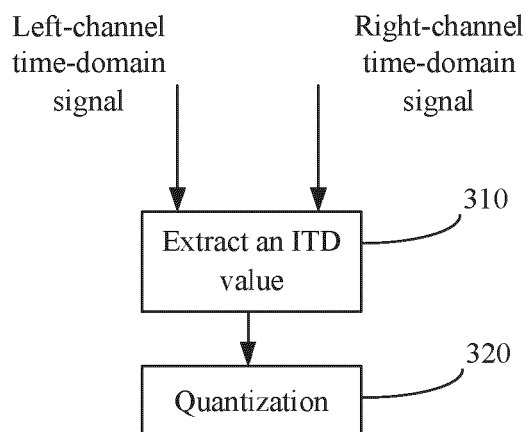 Left-channel
time-domain
signal
Right-channel
time-domain
signal
310
Extract an ITD
value
320
Quantization